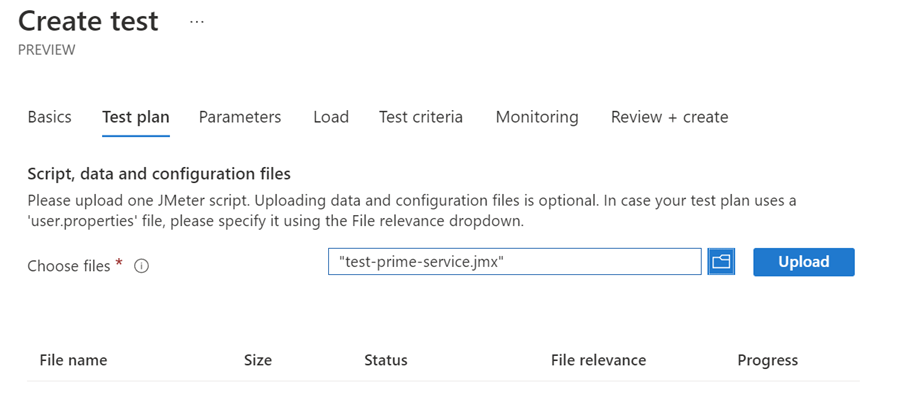 Create test ...
PREVIEW
Basics Test plan Parameters Load Test criteria Monitoring Review + create
Script, data and configuration files
Please upload one JMeter script. Uploading data and configuration files is optional. In case your test plan uses a
'user.properties' file, please specify it using the File relevance dropdown.
Choose files * i "test-prime-service.jmx" Upload
File name Size Status File relevance Progress